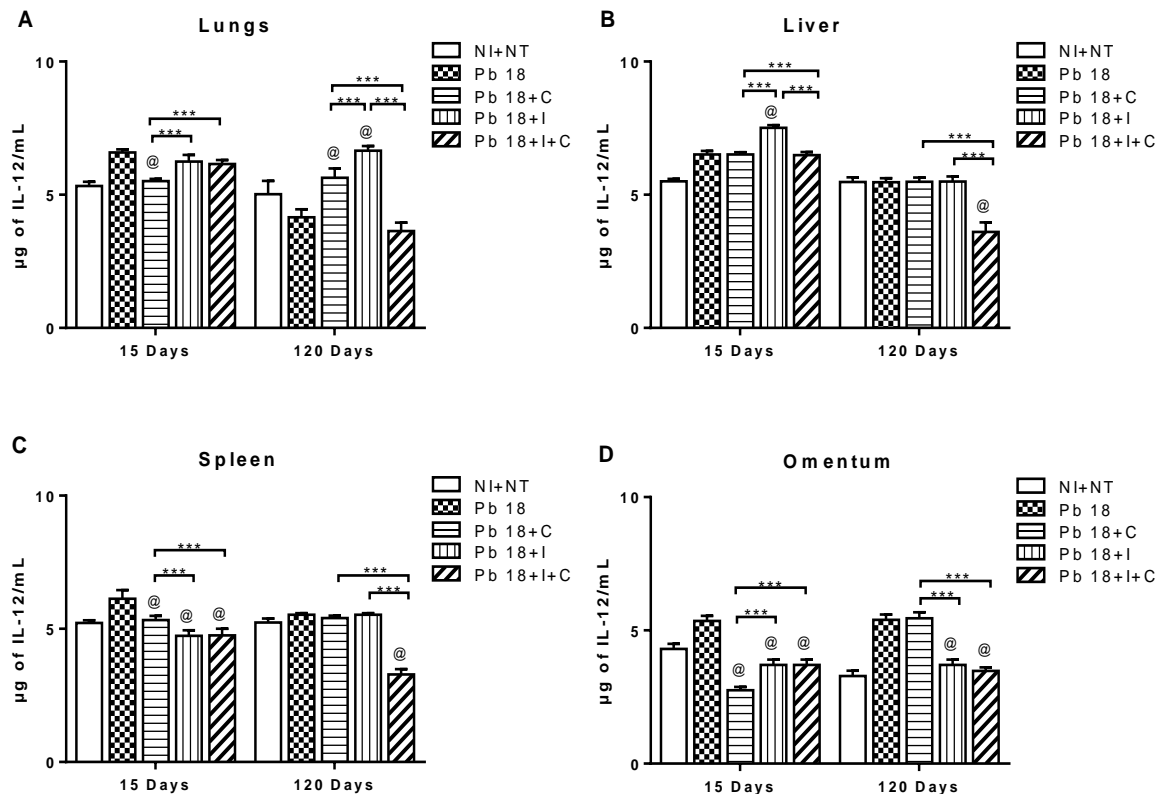 A
Lungs
NI+NT
Pb 18
Pb 18+C
Pb 18+I
Pb 18+I+C
10
5
0
µg of IL-12/mL
@
***
***
@
@
***
***
***
15 Days
120 Days
B
Liver
NI+NT
Pb 18
Pb 18+C
Pb 18+I
Pb 18+I+C
10
5
0
µg of IL-12/mL
***
***
***
@
***
***
@
15 Days
120 Days
C
Spleen
NI+NT
Pb 18
Pb 18+C
Pb 18+I
Pb 18+I+C
10
5
0
µg of IL-12/mL
***
***
@
@
@
***
***
@
15 Days
120 Days
D
Omentum
NI+NT
Pb 18
Pb 18+C
Pb 18+I
Pb 18+I+C
10
5
0
µg of IL-12/mL
***
***
@
@
@
***
***
@
@
15 Days
120 Days